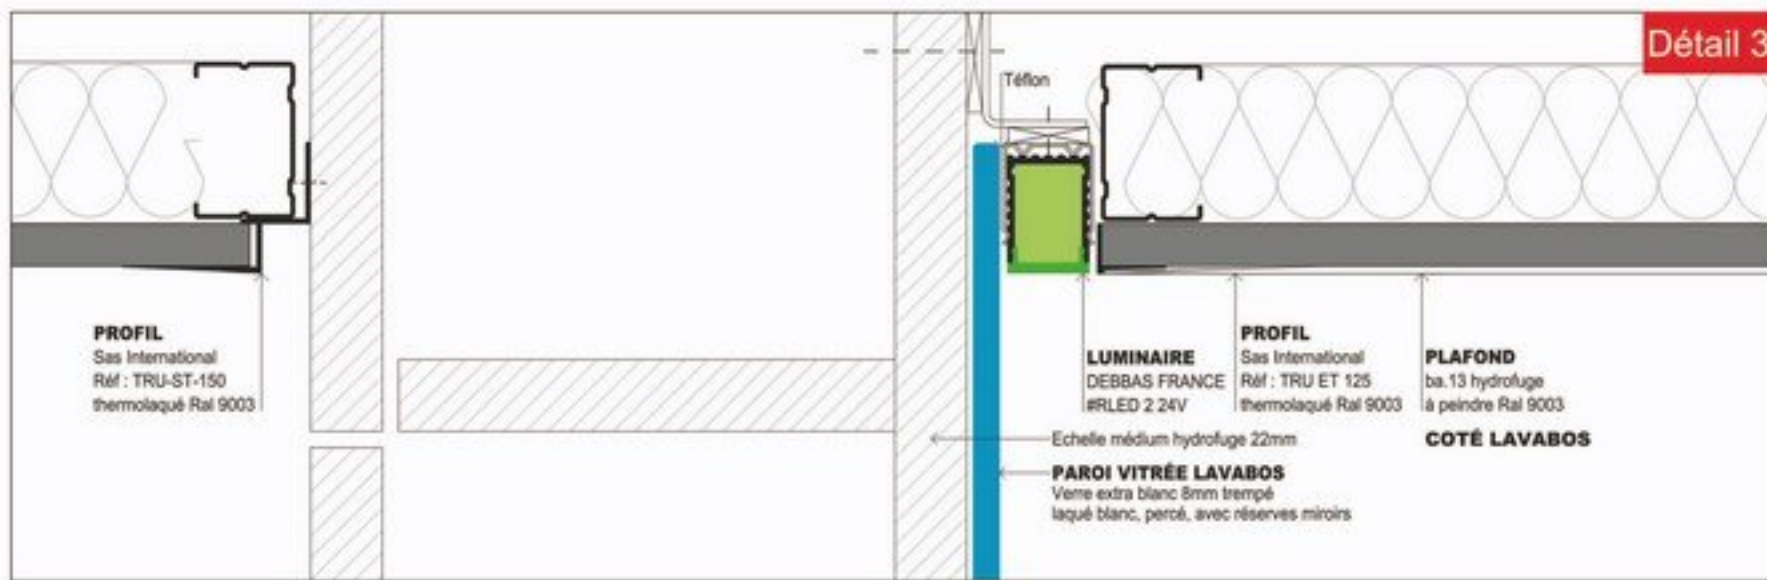 Détail 3
Téflon
PROFIL
Sas International
Réf : TRU-ST-150
thermolaqué Ral 9003
LUMINAIRE
DEBBAS FRANCE
#RLED 2 24V
PROFIL
Sas International
Réf : TRU ET 125
thermolaqué Ral 9003
PLAFOND
ba.13 hydrofuge
à peindre Ral 9003
COTÉ LAVABOS
Echelle médium hydrofuge 22mm
PAROI VITRÉE LAVABOS
Verre extra blanc 8mm trempé
laqué blanc, percé, avec réserves miroirs